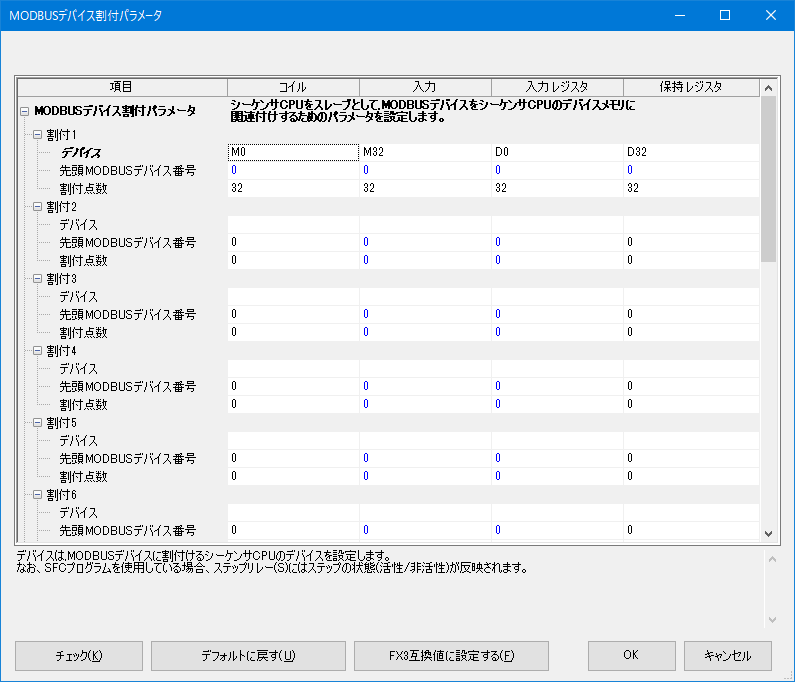 MODBUSデバイス割付パラメータ
項目 コイル 入力 入力レジスタ 保持レジスタ
MODBUSデバイス割付パラメータ シーケンサCPUをスレーブとして、MODBUSデバイスをシーケンサCPUのデバイスメモリに
関連付けするためのパラメータを設定します。
割付1
デバイス M0 M32 D0 D32
先頭MODBUSデバイス番号 0 0 0 0
割付点数 32 32 32 32
割付2
デバイス
先頭MODBUSデバイス番号 0 0 0 0
割付点数 0 0 0 0
割付3
デバイス
先頭MODBUSデバイス番号 0 0 0 0
割付点数 0 0 0 0
割付4
デバイス
先頭MODBUSデバイス番号 0 0 0 0
割付点数 0 0 0 0
割付5
デバイス
先頭MODBUSデバイス番号 0 0 0 0
割付点数 0 0 0 0
割付6
デバイス
先頭MODBUSデバイス番号 0 0 0 0
デバイスは、MODBUSデバイスに割付けるシーケンサCPUのデバイスを設定します。
なお、SFCプログラムを使用している場合、ステップリレー(S)にはステップの状態(活性/非活性)が反映されます。
チェック(K) デフォルトに戻す(U) FX3互換値に設定する(F) OK キャンセル